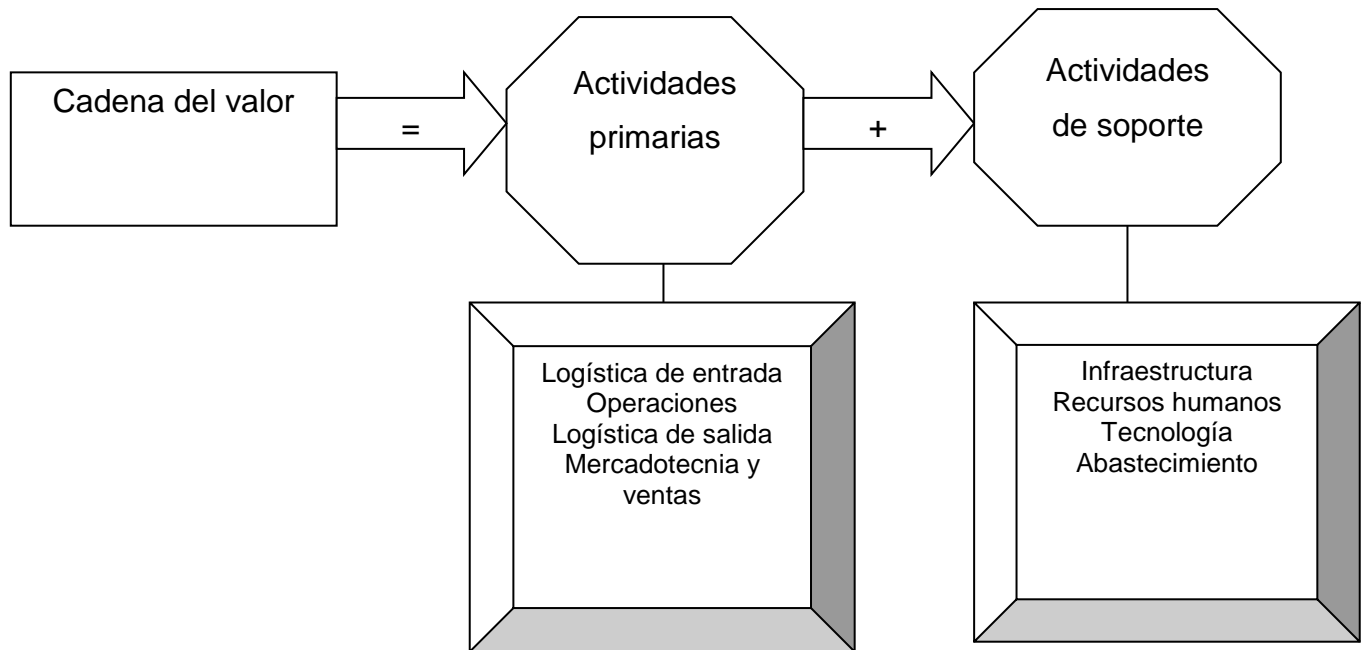 Cadena del valor
=
Actividades
primarias
+
Actividades
de soporte
Logística de entrada
Operaciones
Logística de salida
Mercadotecnia y
ventas
Infraestructura
Recursos humanos
Tecnología
Abastecimiento